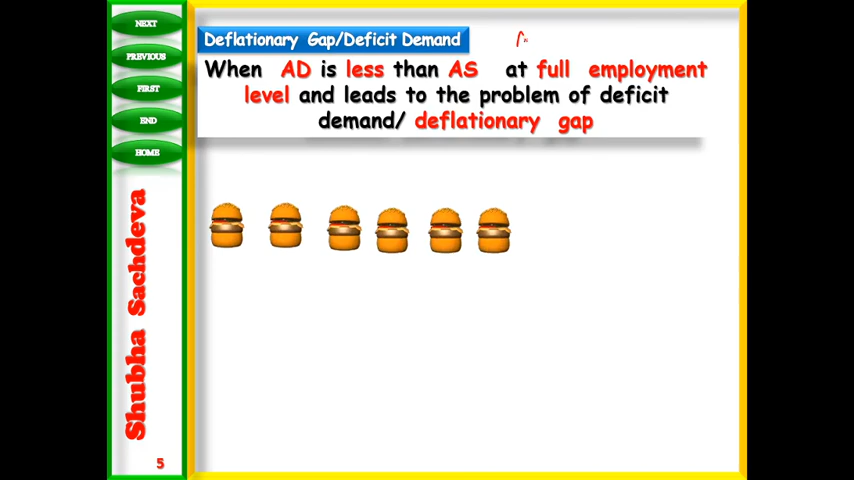 NEXT
PREVIOUS
FIRST
END
HOME
Shubha Sachdeva
5
Deflationary Gap/Deficit Demand
When AD is less than AS at full employment
level and leads to the problem of deficit
demand/ deflationary gap